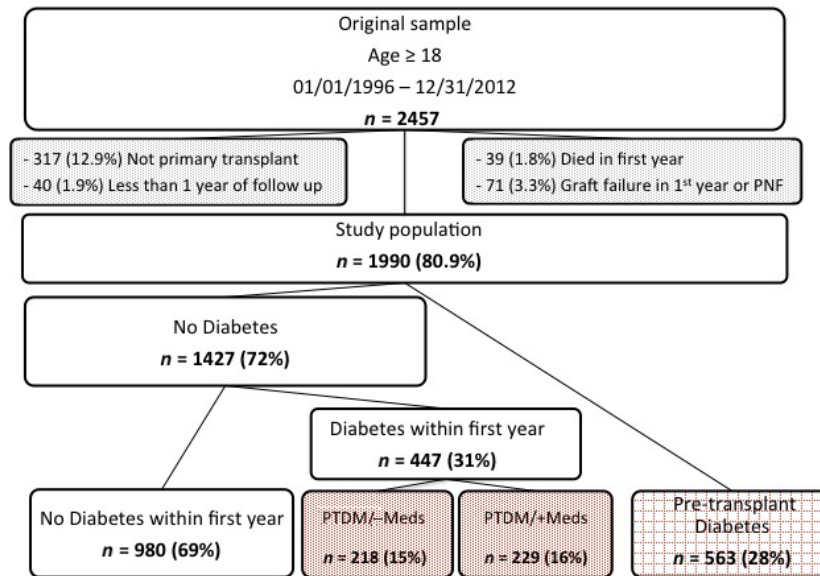 Original sample
Age ≥ 18
01/01/1996 – 12/31/2012
n = 2457
- 317 (12.9%) Not primary transplant
- 40 (1.9%) Less than 1 year of follow up
- 39 (1.8%) Died in first year
- 71 (3.3%) Graft failure in 1st year or PNF
Study population
n = 1990 (80.9%)
No Diabetes
n = 1427 (72%)
Diabetes within first year
n = 447 (31%)
No Diabetes within first year
n = 980 (69%)
PTDM/–Meds
n = 218 (15%)
PTDM/+Meds
n = 229 (16%)
Pre-transplant
Diabetes
n = 563 (28%)